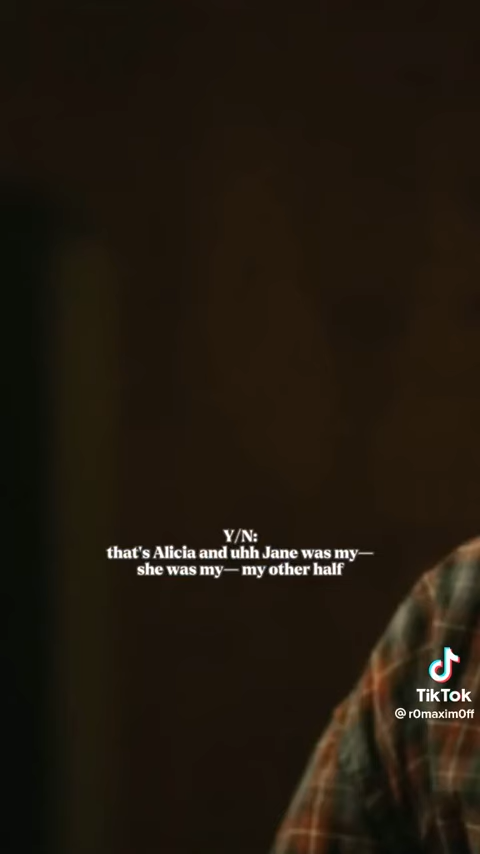 Y/N:
that's Alicia and uhh Jane was my—
she was my— my other half
TikTok
@ r0maxim0ff